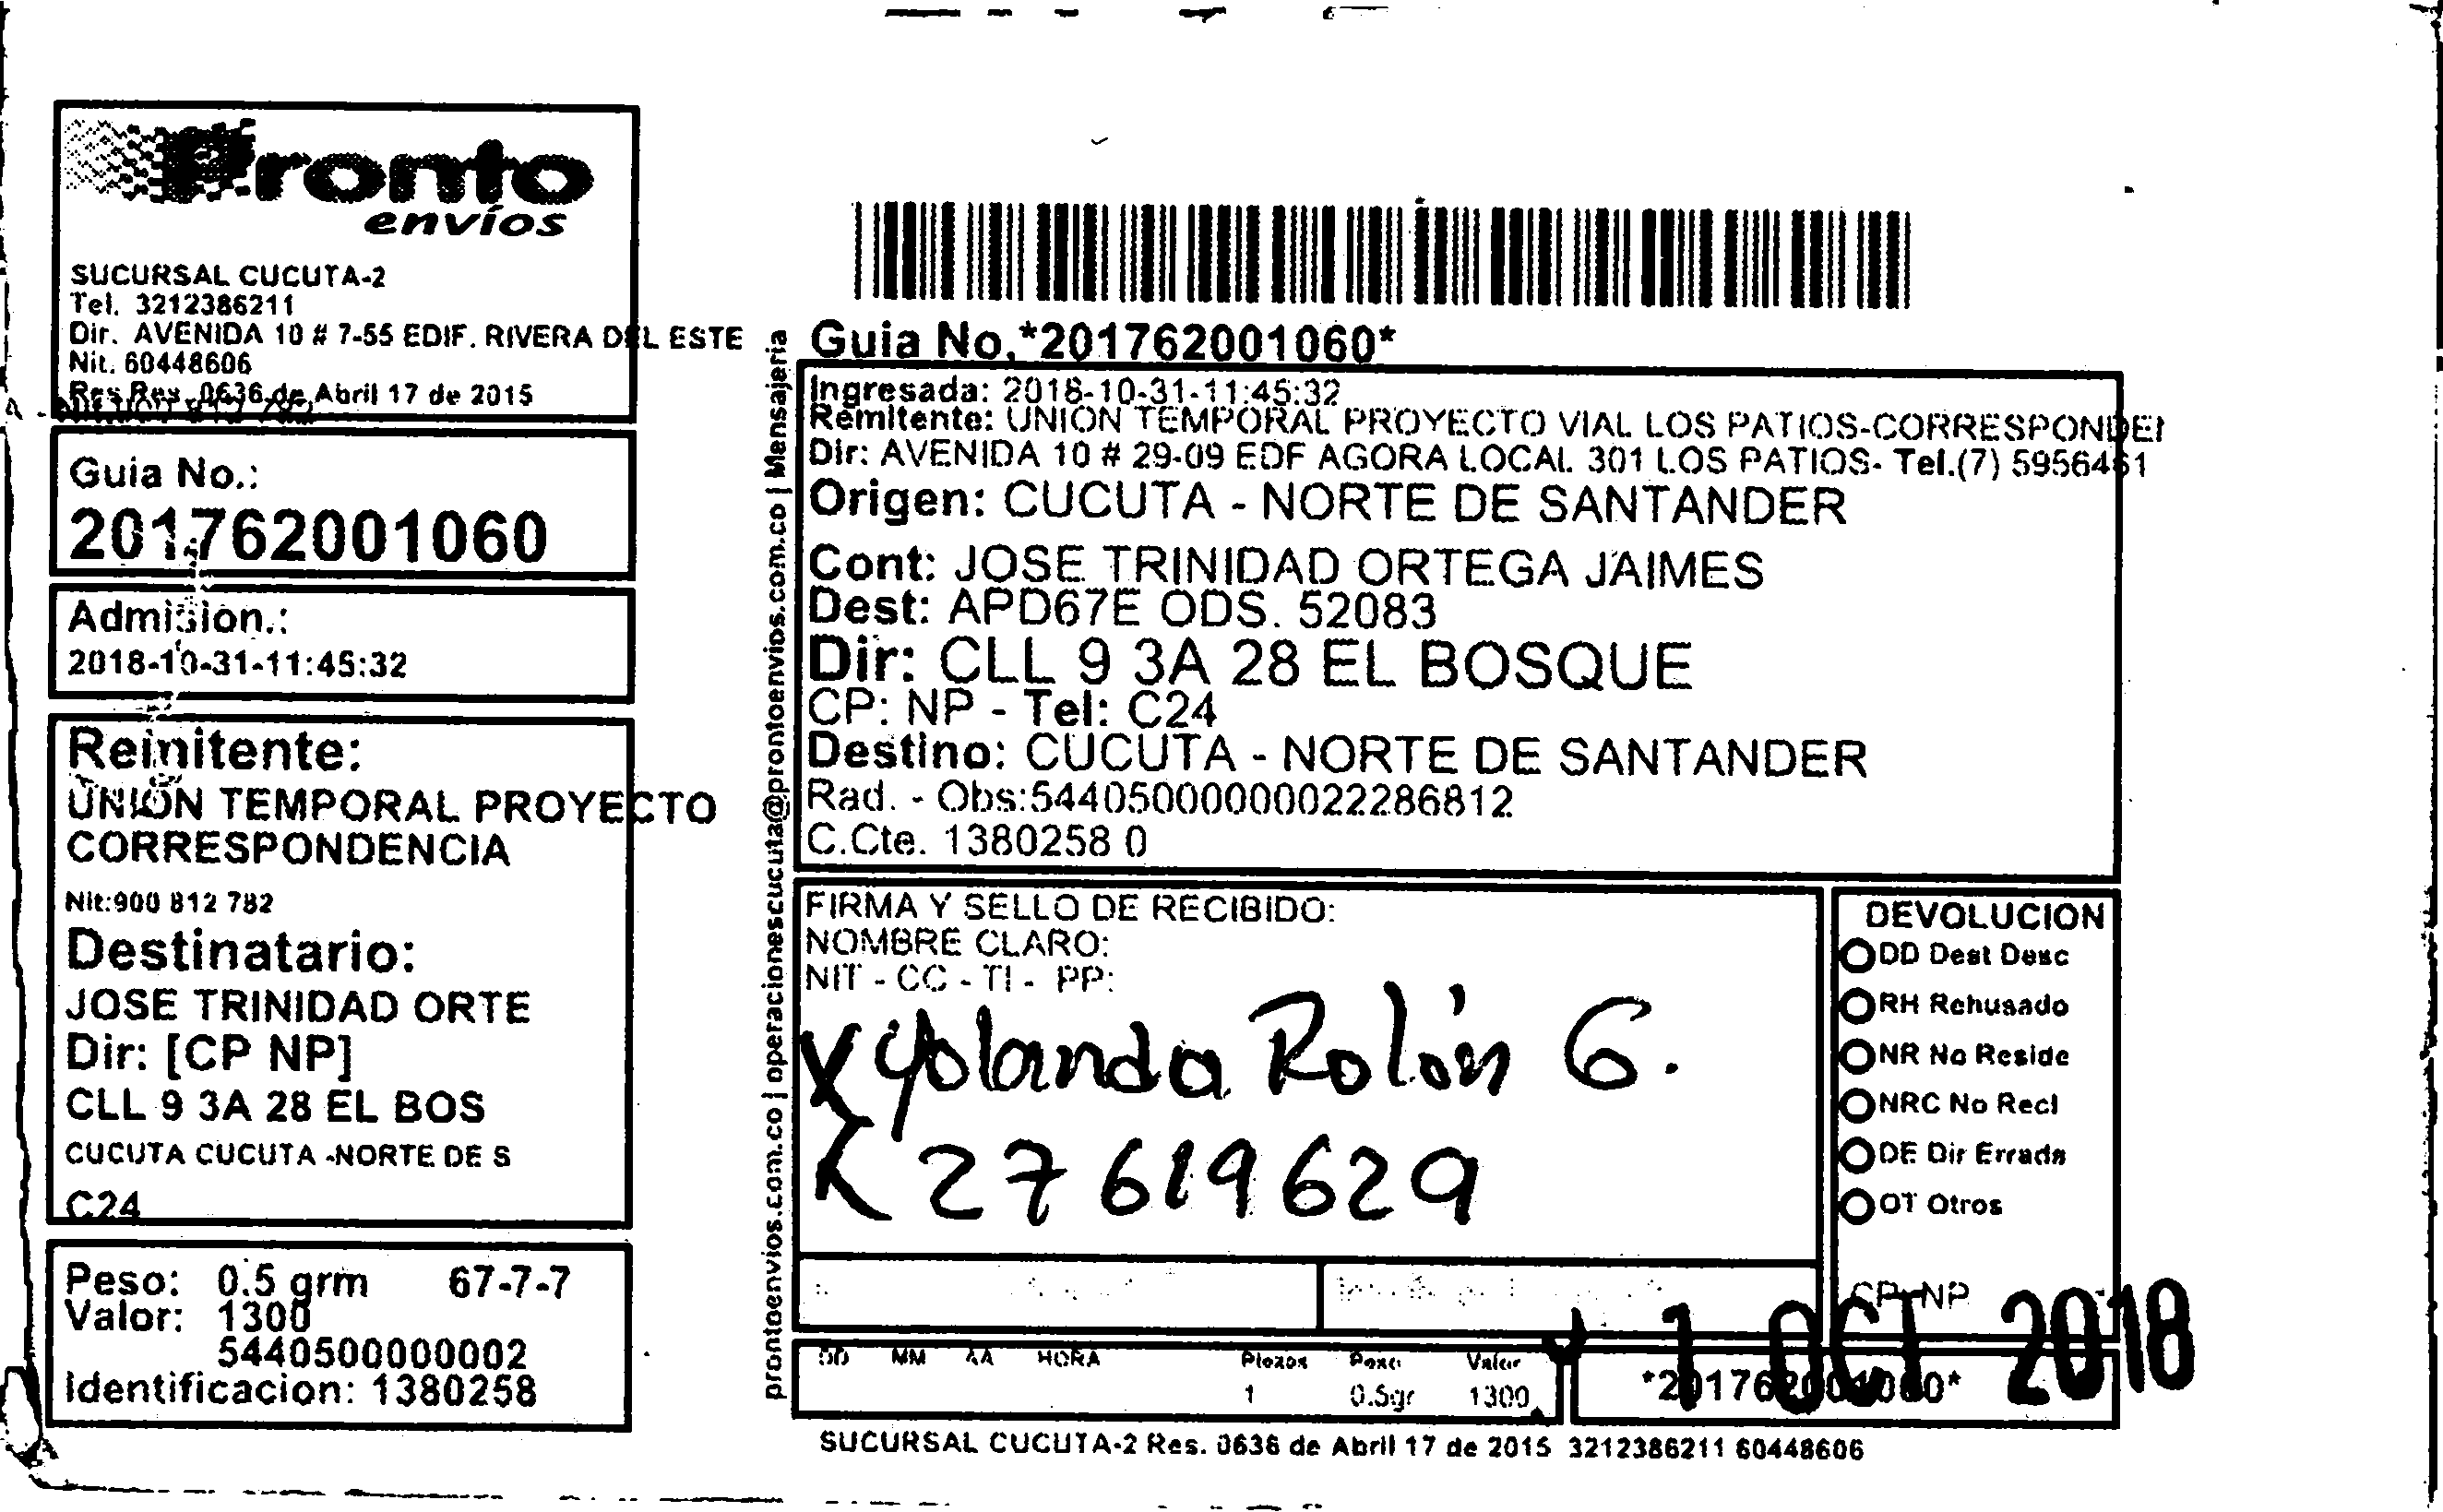 Pronto
envíos
SUCURSAL CUCUTA-2
Tel. 3212386211
Dir. AVENIDA 10 # 7-55 EDIF. RIVERA DEL ESTE
Nit. 60448606
Res Res 0636 de Abril 17 de 2015
Guia No.:
201762001060
Admision.:
2018-10-31-11:45:32
Remitente:
UNION TEMPORAL PROYECTO
CORRESPONDENCIA
Nit:900 812 782
Destinatario:
JOSE TRINIDAD ORTE
Dir: [CP NP]
CLL 9 3A 28 EL BOS
CUCUTA CUCUTA -NORTE DE S
C24
Peso: 0.5 grm 67-7-7
Valor: 1300
5440500000002
Identificacion: 1380258
prontoenvios.com.co | operacionescucuta@prontoenvios.com.co | Mensajeria
Guia No.*201762001060*
Ingresada: 2018-10-31-11:45:32
Remitente: UNION TEMPORAL PROYECTO VIAL LOS PATIOS-CORRESPONDEN
Dir: AVENIDA 10 # 29-09 EDF AGORA LOCAL 301 LOS PATIOS- Tel.(7) 5956461
Origen: CUCUTA - NORTE DE SANTANDER
Cont: JOSE TRINIDAD ORTEGA JAIMES
Dest: APD67E ODS. 52083
Dir: CLL 9 3A 28 EL BOSQUE
CP: NP - Tel: C24
Destino: CUCUTA - NORTE DE SANTANDER
Rad. - Obs:544050000000022286812
C.Cte. 1380258 0
FIRMA Y SELLO DE RECIBIDO:
NOMBRE CLARO:
NIT - CC - TI - PP:
x Yolanda Rolón G.
27619629
DEVOLUCION
DD Dest Desc
RH Rehusado
NR No Reside
NRC No Recl
DE Dir Errada
OT Otros
CP: NP
1 OCT 2018
DD MM AA HORA Piezas Peso Valor
1 0.5gr 1300
*201762001060*
SUCURSAL CUCUTA-2 Res. 0636 de Abril 17 de 2015 3212386211 60448606